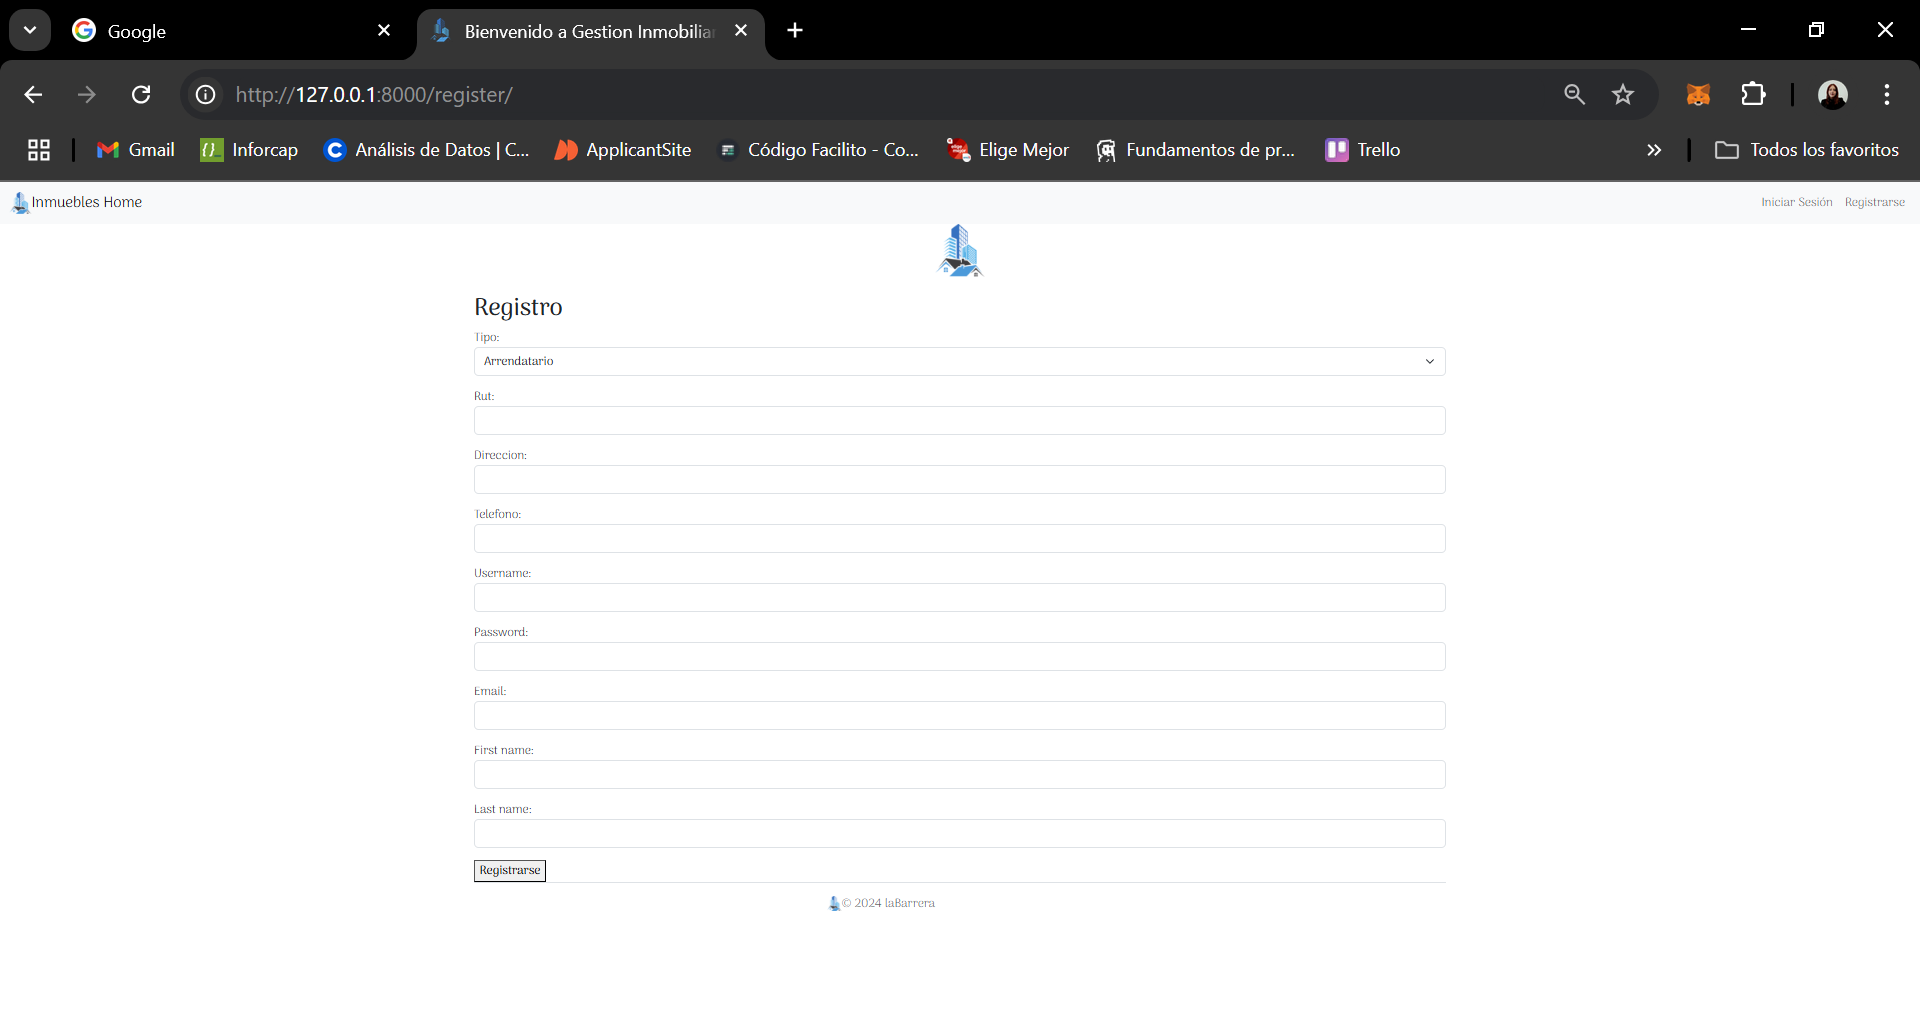 Google
Bienvenido a Gestion Inmobilia
http://127.0.0.1:8000/register/
Gmail
Inforcap
Análisis de Datos | C...
ApplicantSite
Código Facilito - Co...
Elige Mejor
Fundamentos de pr...
Trello
Todos los favoritos
Inmuebles Home
Iniciar Sesión
Registrarse
Registro
Tipo:
Arrendatario
Rut:
Direccion:
Telefono:
Username:
Password:
Email:
First name:
Last name:
Registrarse
© 2024 laBarrera